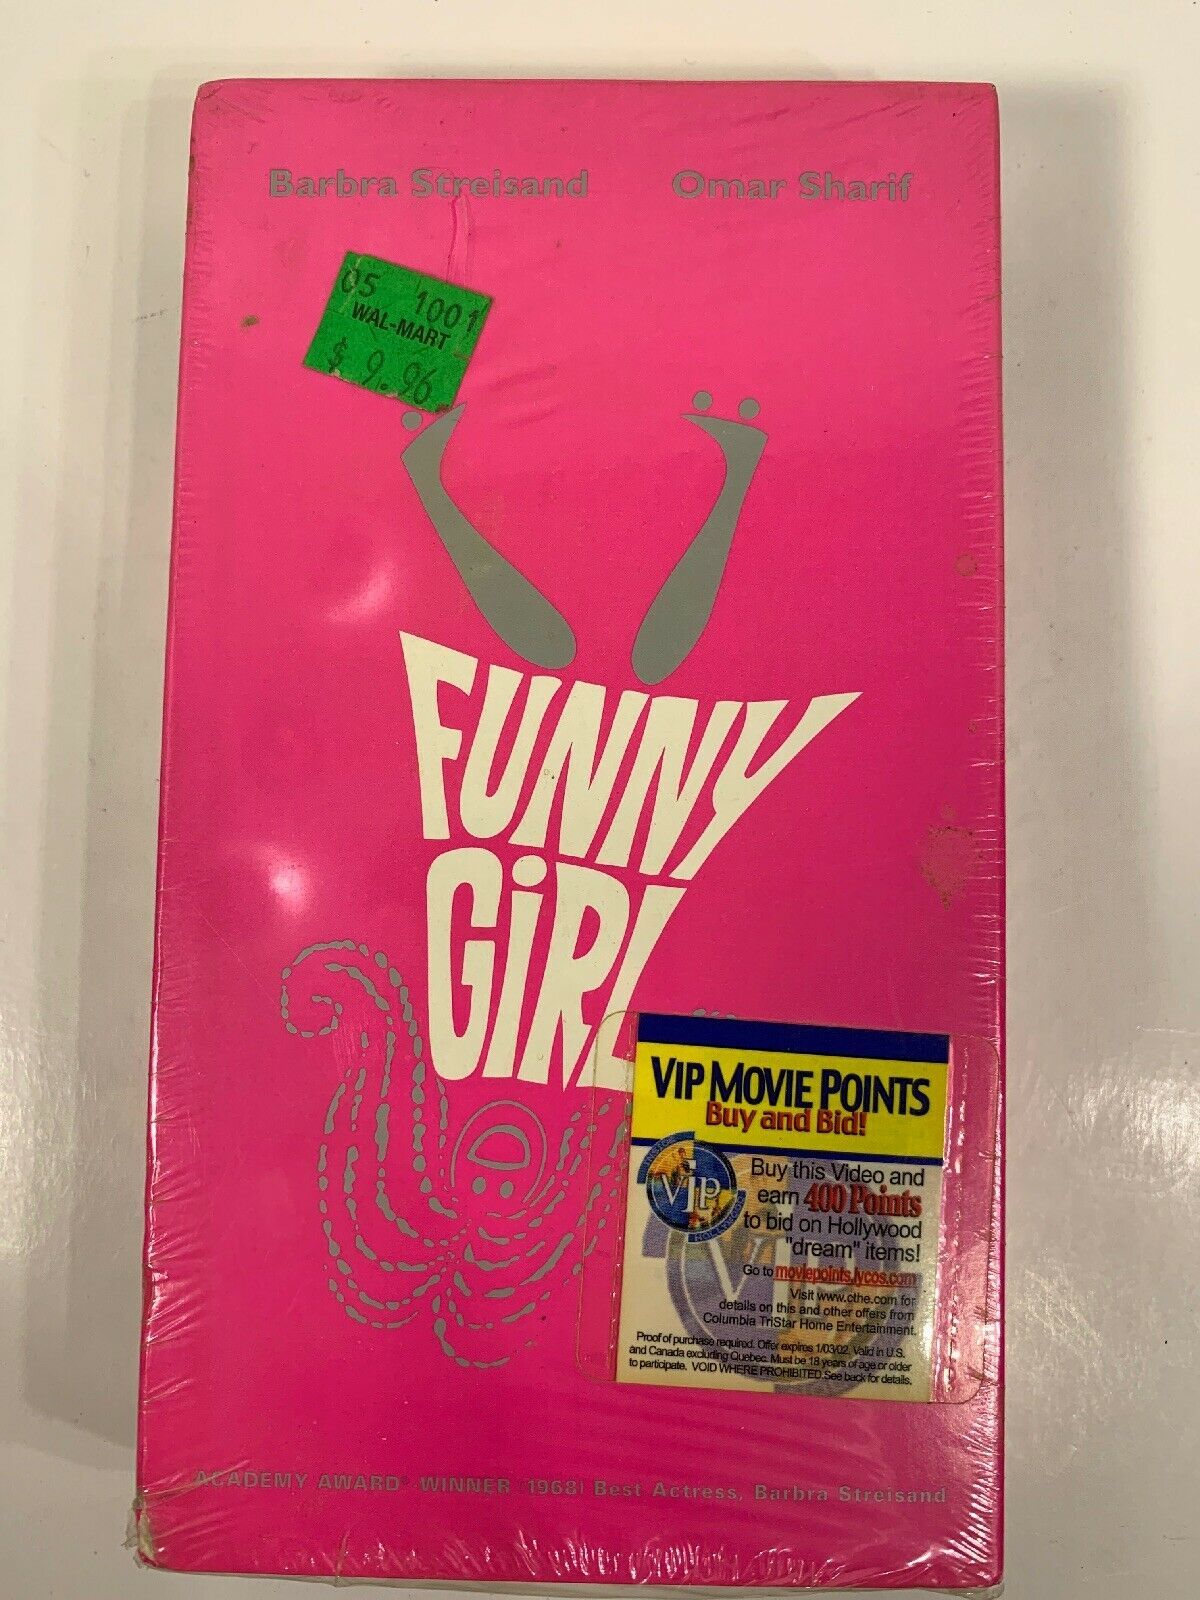 Barbra Streisand Omar Sharif
05 1001
WAL-MART
$ 9.96
FUNNY
GiRL
VIP MOVIE POINTS
Buy and Bid!
VIP
HOLLYWOOD
Buy this Video and
earn 400 Points
to bid on Hollywood
"dream" items!
Go to moviepoints.lycos.com
Visit www.cthe.com for
details on this and other offers from
Columbia TriStar Home Entertainment.
Proof of purchase required. Offer expires 1/03/02. Valid in U.S.
and Canada excluding Quebec. Must be 18 years of age or older
to participate. VOID WHERE PROHIBITED. See back for details.
ACADEMY AWARD® WINNER 1968! Best Actress, Barbra Streisand